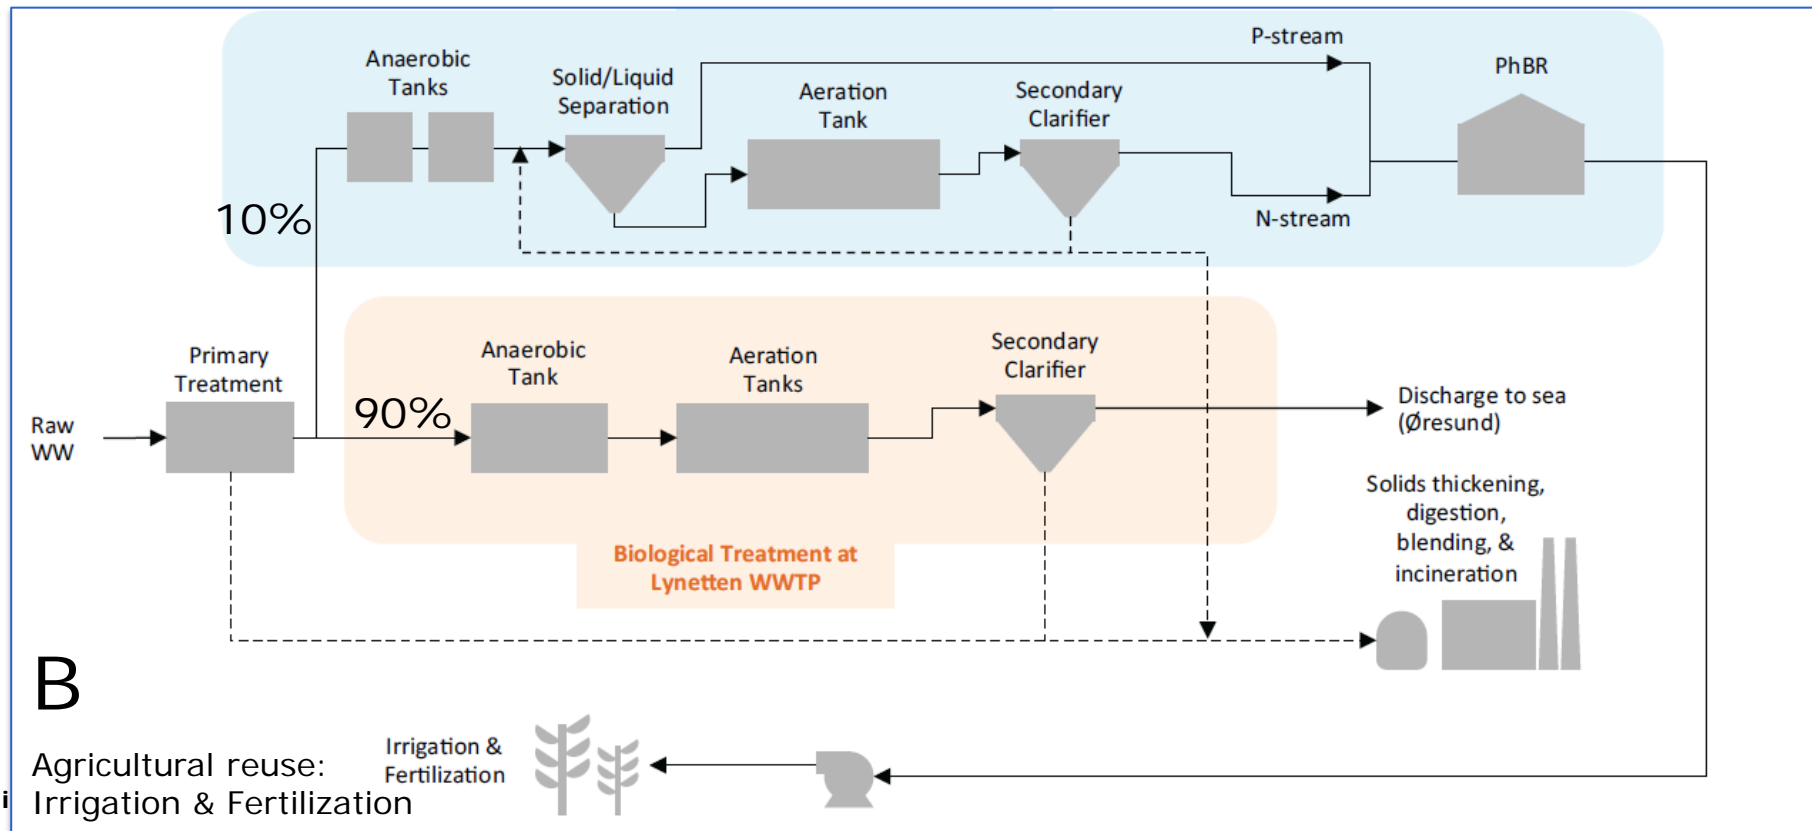 P-stream
Anaerobic
Tanks
Solid/Liquid
Separation
Aeration
Tank
Secondary
Clarifier
PhBR
10%
N-stream
Primary
Treatment
Anaerobic
Tank
Aeration
Tanks
Secondary
Clarifier
90%
Raw
WW
Discharge to sea
(Øresund)
Biological Treatment at
Lynetten WWTP
Solids thickening,
digestion,
blending, &
incineration
B
Agricultural reuse:
Irrigation & Fertilization
Irrigation &
Fertilization
i